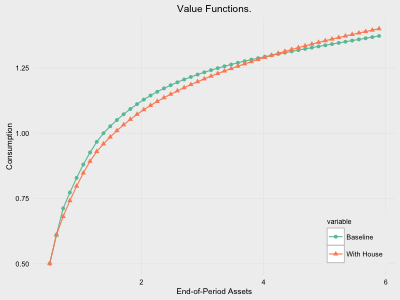 Value Functions.
Consumption
1.25
1.00
0.75
0.50
variable
Baseline
With House
2
4
6
End-of-Period Assets